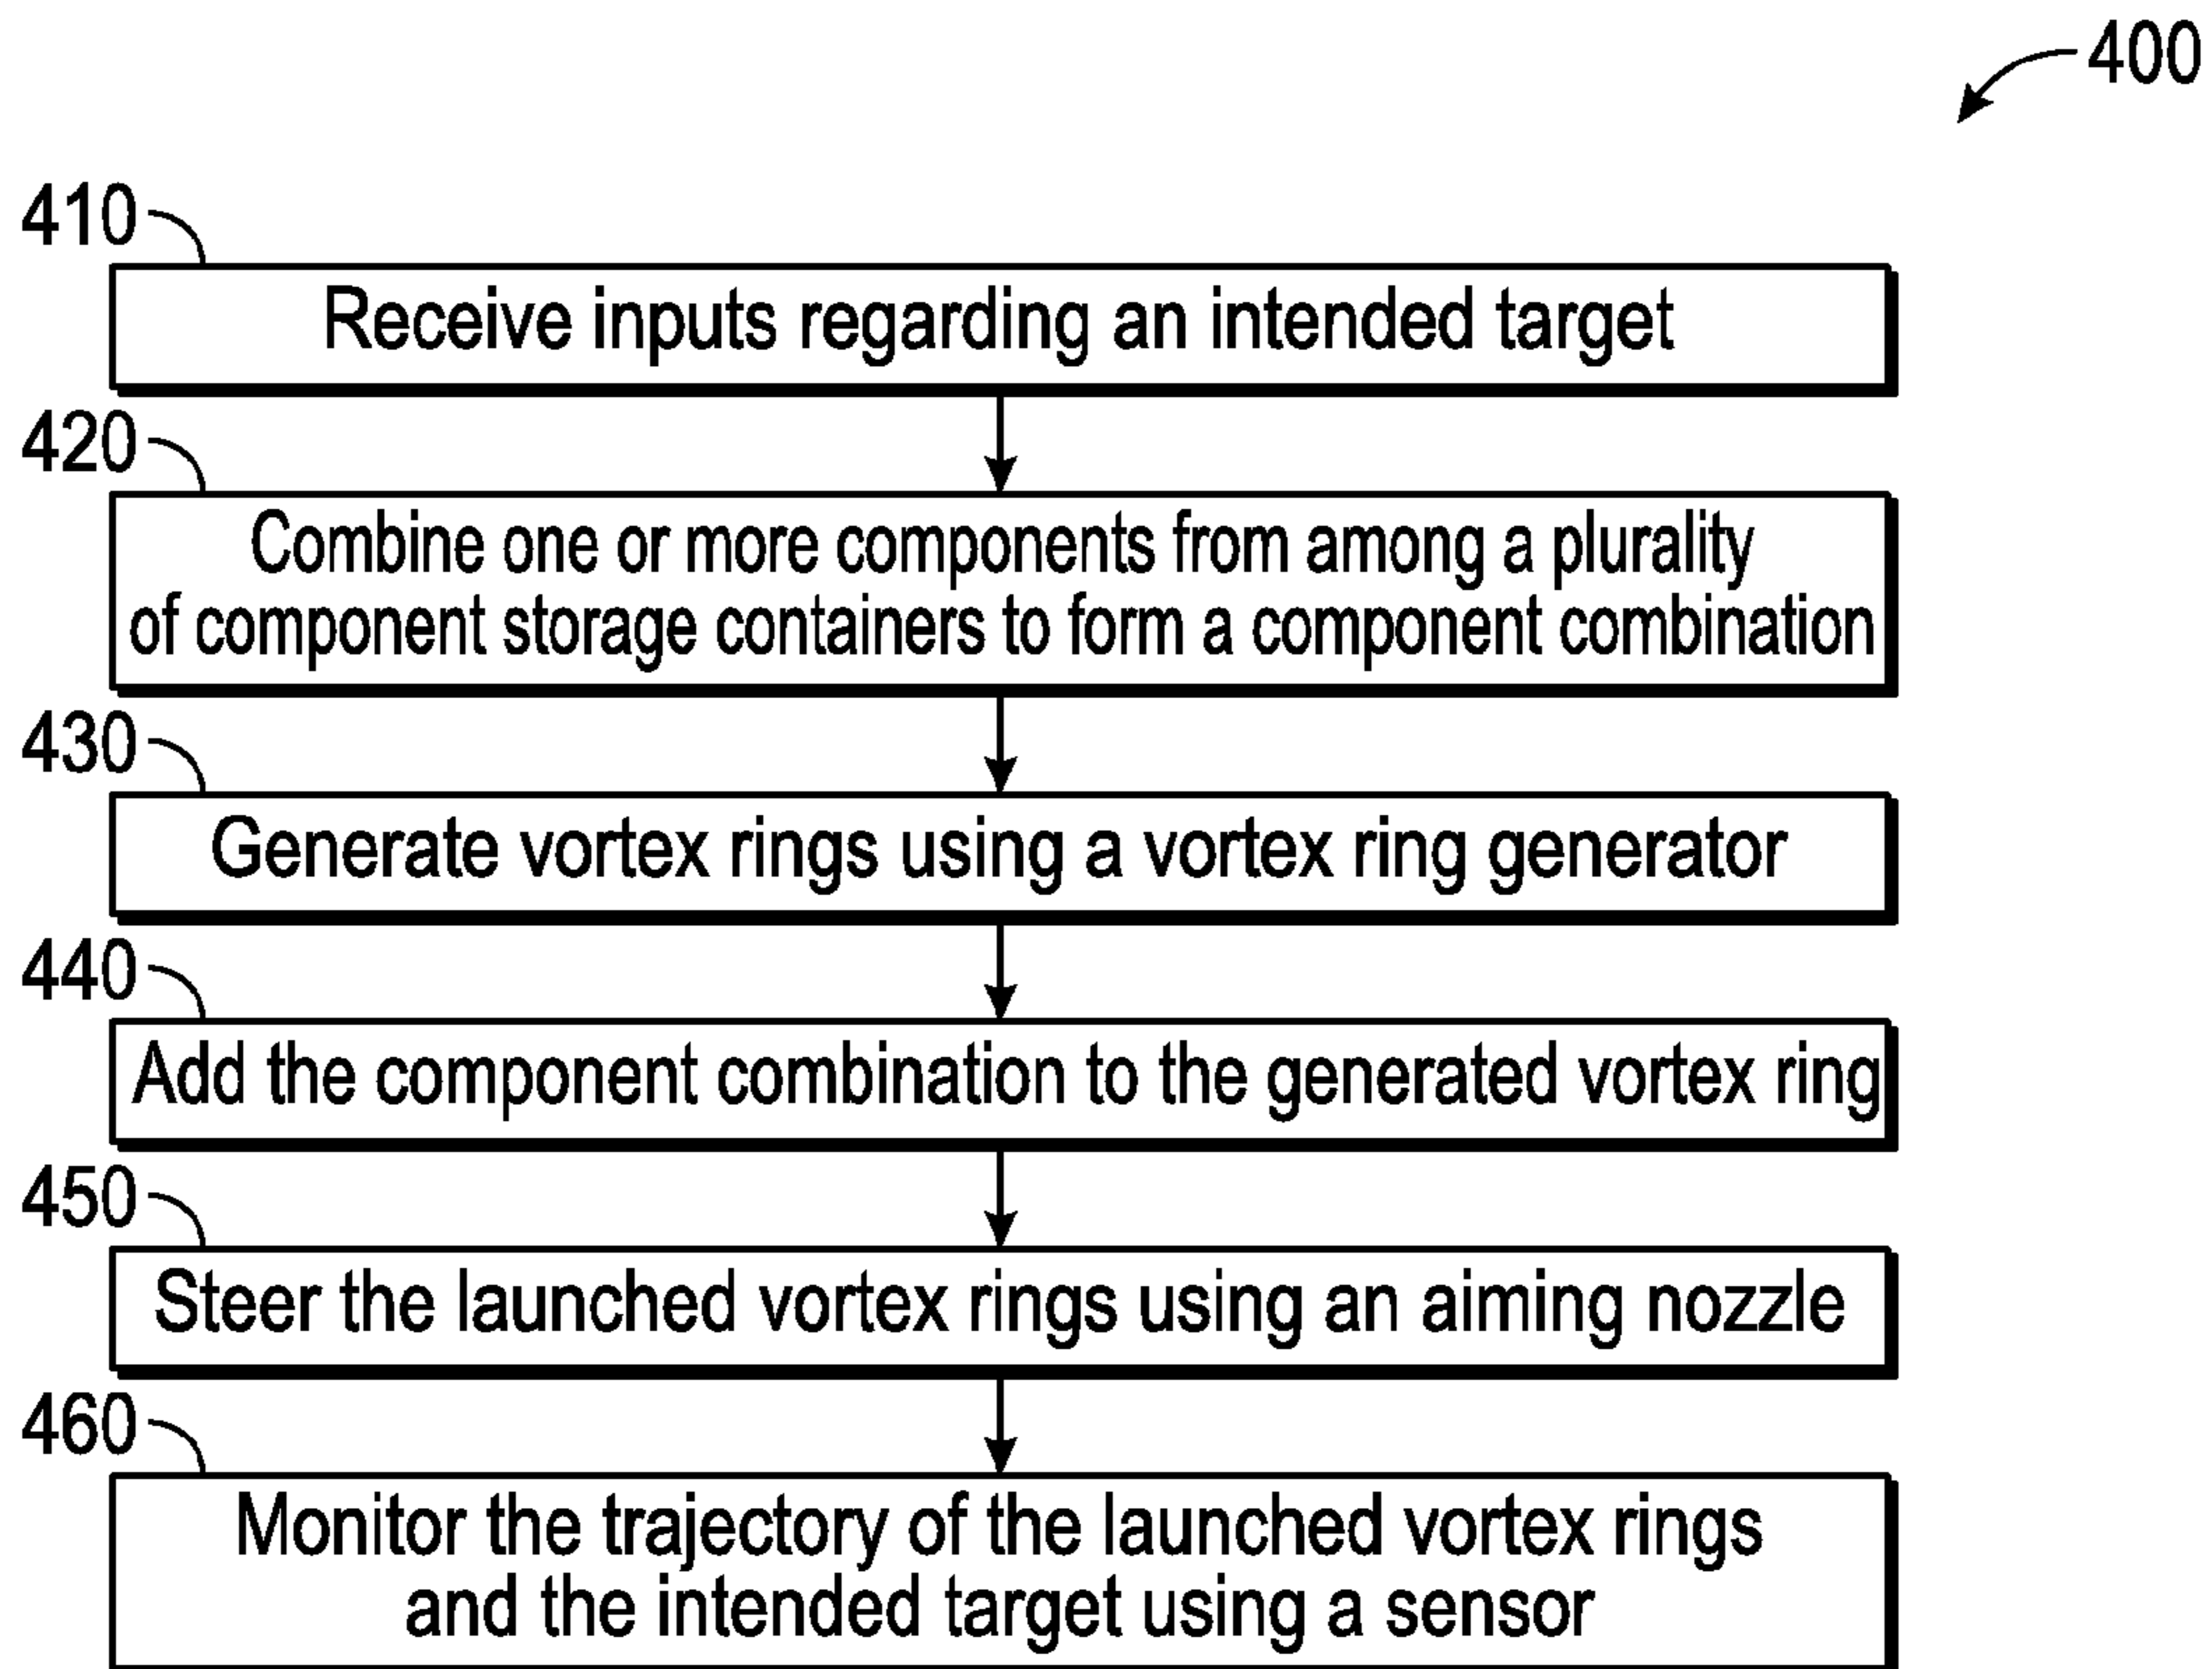 400
410
Receive inputs regarding an intended target
420
Combine one or more components from among a plurality
of component storage containers to form a component combination
430
Generate vortex rings using a vortex ring generator
440
Add the component combination to the generated vortex ring
450
Steer the launched vortex rings using an aiming nozzle
460
Monitor the trajectory of the launched vortex rings
and the intended target using a sensor